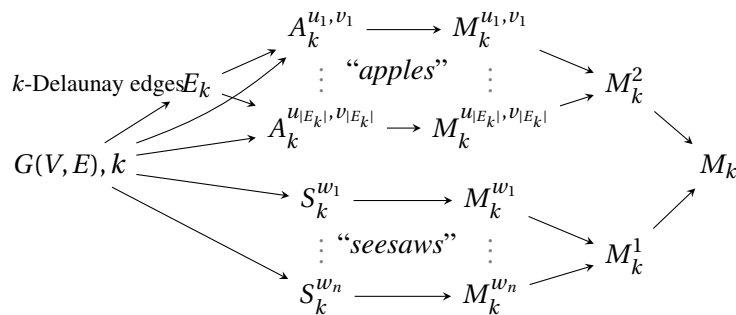 A_k^{u_1,v_1} M_k^{u_1,v_1}
⋮ “apples” ⋮
k-Delaunay edges E_k M_k^2
A_k^{u_{|E_k|},v_{|E_k|}} M_k^{u_{|E_k|},v_{|E_k|}}
G(V, E), k M_k
S_k^{w_1} M_k^{w_1}
⋮ “seesaws” ⋮ M_k^1
S_k^{w_n} M_k^{w_n}